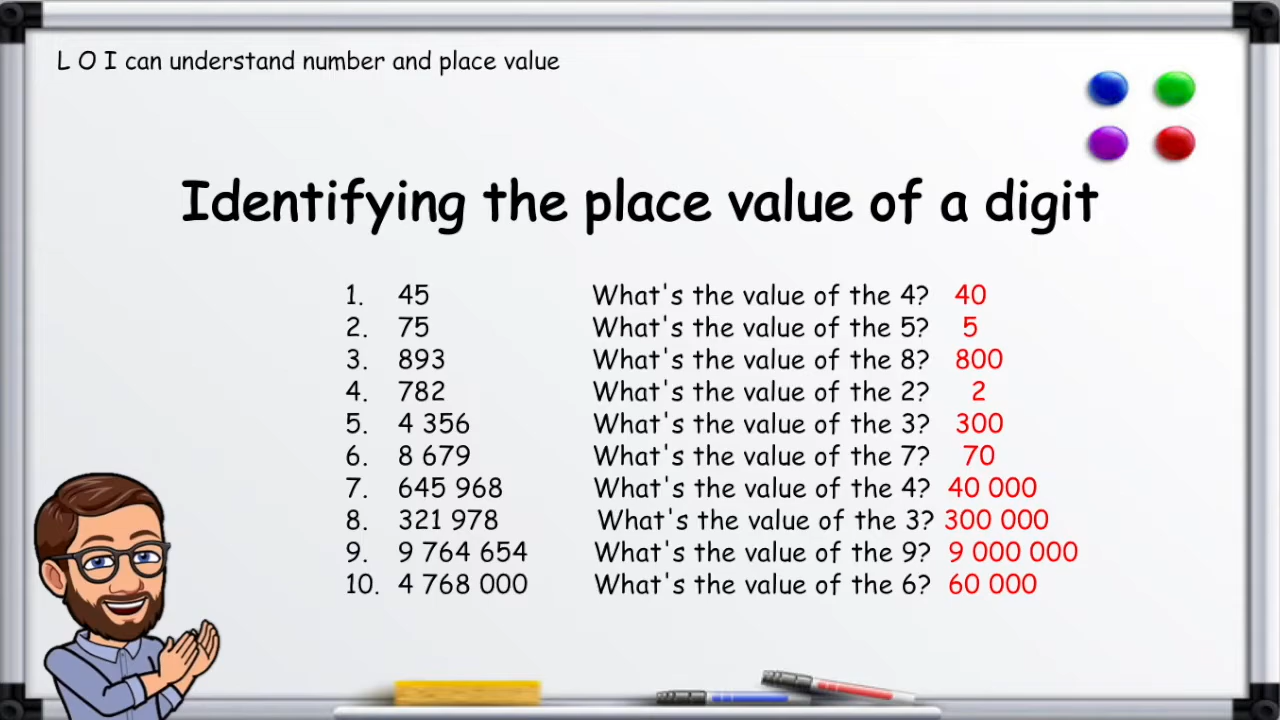 L O I can understand number and place value
Identifying the place value of a digit
1. 45 What's the value of the 4? 40
2. 75 What's the value of the 5? 5
3. 893 What's the value of the 8? 800
4. 782 What's the value of the 2? 2
5. 4 356 What's the value of the 3? 300
6. 8 679 What's the value of the 7? 70
7. 645 968 What's the value of the 4? 40 000
8. 321 978 What's the value of the 3? 300 000
9. 9 764 654 What's the value of the 9? 9 000 000
10. 4 768 000 What's the value of the 6? 60 000